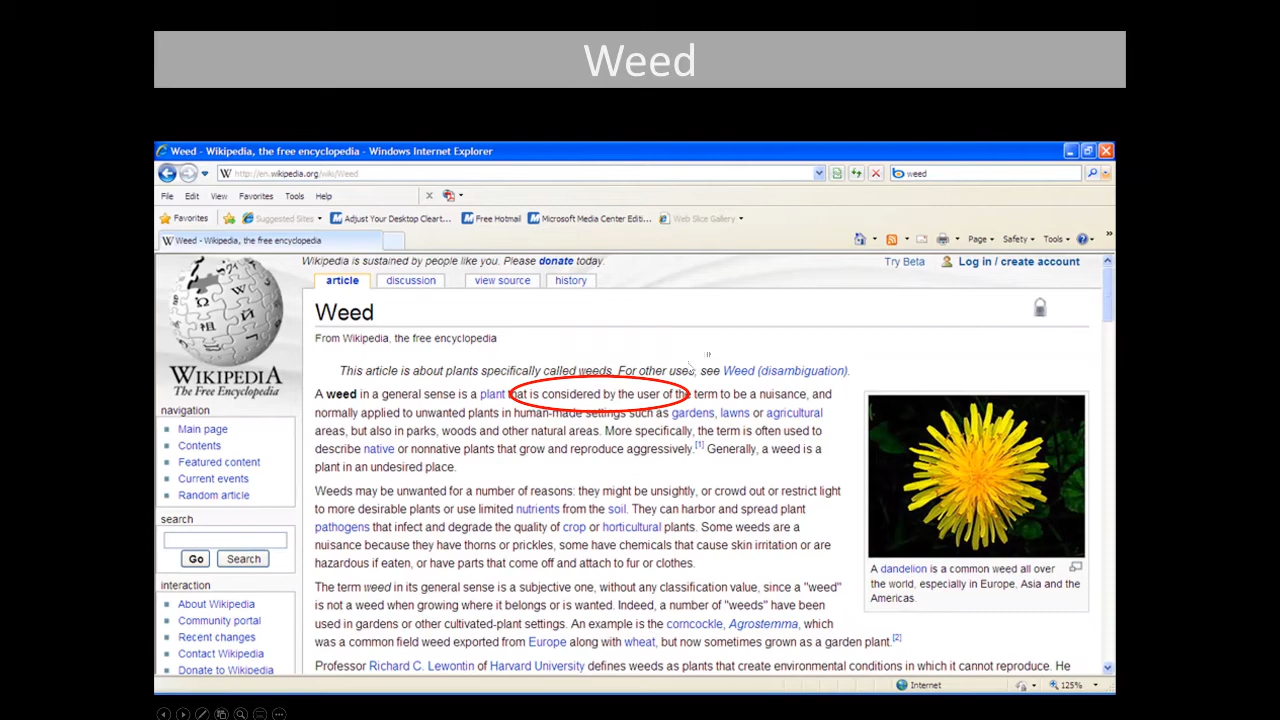 Weed
Weed - Wikipedia, the free encyclopedia - Windows Internet Explorer
http://en.wikipedia.org/wiki/Weed
weed
File Edit View Favorites Tools Help
Favorites Suggested Sites Adjust Your Desktop Cleart... Free Hotmail Microsoft Media Center Editi... Web Slice Gallery
Weed - Wikipedia, the free encyclopedia
Page Safety Tools
Wikipedia is sustained by people like you. Please donate today.
Try Beta Log in / create account
article discussion view source history
Weed
From Wikipedia, the free encyclopedia
This article is about plants specifically called weeds. For other uses, see Weed (disambiguation).
A weed in a general sense is a plant that is considered by the user of the term to be a nuisance, and
normally applied to unwanted plants in human-made settings such as gardens, lawns or agricultural
areas, but also in parks, woods and other natural areas. More specifically, the term is often used to
describe native or nonnative plants that grow and reproduce aggressively.[1] Generally, a weed is a
plant in an undesired place.
Weeds may be unwanted for a number of reasons: they might be unsightly, or crowd out or restrict light
to more desirable plants or use limited nutrients from the soil. They can harbor and spread plant
pathogens that infect and degrade the quality of crop or horticultural plants. Some weeds are a
nuisance because they have thorns or prickles, some have chemicals that cause skin irritation or are
hazardous if eaten, or have parts that come off and attach to fur or clothes.
The term weed in its general sense is a subjective one, without any classification value, since a "weed"
is not a weed when growing where it belongs or is wanted. Indeed, a number of "weeds" have been
used in gardens or other cultivated-plant settings. An example is the corncockle, Agrostemma, which
was a common field weed exported from Europe along with wheat, but now sometimes grown as a garden plant.[2]
Professor Richard C. Lewontin of Harvard University defines weeds as plants that create environmental conditions in which it cannot reproduce. He
A dandelion is a common weed all over
the world, especially in Europe, Asia and the
Americas.
WIKIPEDIA
The Free Encyclopedia
navigation
Main page
Contents
Featured content
Current events
Random article
search
Go Search
interaction
About Wikipedia
Community portal
Recent changes
Contact Wikipedia
Donate to Wikipedia
Internet
125%